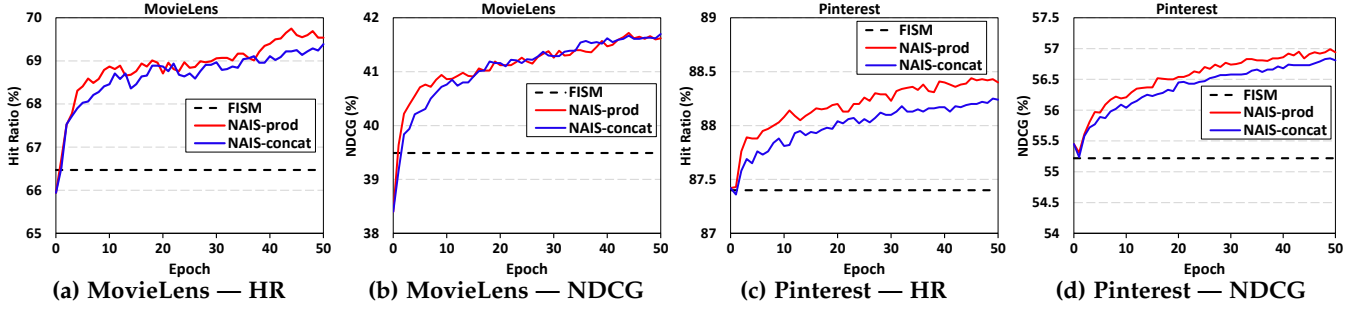 MovieLens
Hit Ratio (%)
71
70
69
68
67
66
65
0
10
20
30
40
50
Epoch
FISM
NAIS-prod
NAIS-concat
(a) MovieLens — HR
MovieLens
NDCG (%)
42
41
40
39
38
0
10
20
30
40
50
Epoch
FISM
NAIS-prod
NAIS-concat
(b) MovieLens — NDCG
Pinterest
Hit Ratio (%)
89
88.5
88
87.5
87
0
10
20
30
40
50
Epoch
FISM
NAIS-prod
NAIS-concat
(c) Pinterest — HR
Pinterest
NDCG (%)
57.5
57
56.5
56
55.5
55
54.5
54
0
10
20
30
40
50
Epoch
FISM
NAIS-prod
NAIS-concat
(d) Pinterest — NDCG